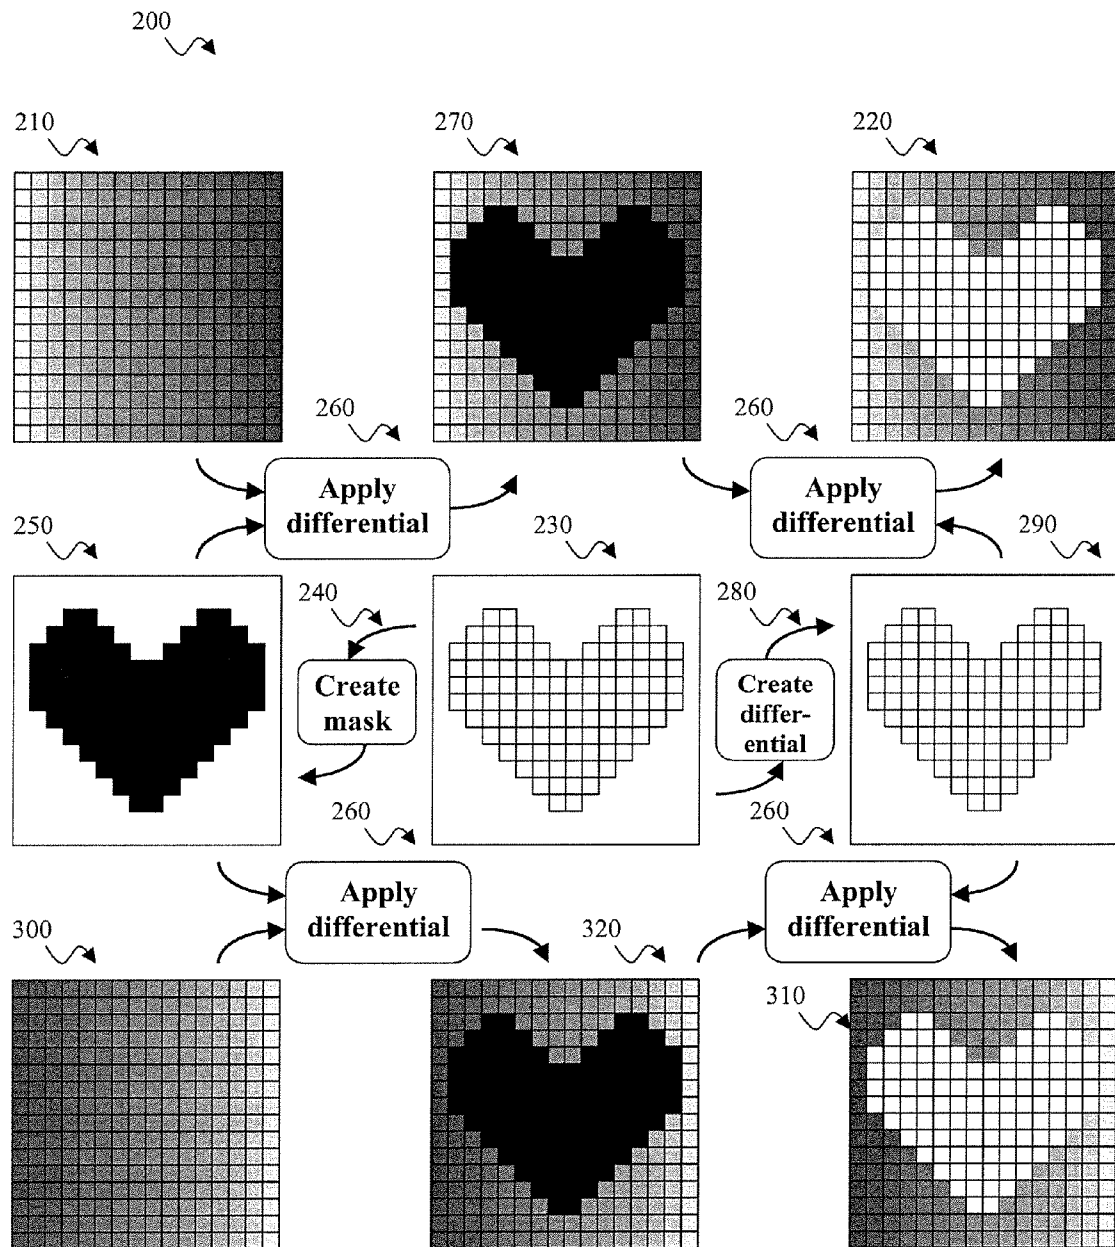 200
210
270
220
260
260
Apply
differential
Apply
differential
250
230
290
240
280
Create
mask
Create
differ-
ential
260
260
Apply
differential
Apply
differential
300
320
310